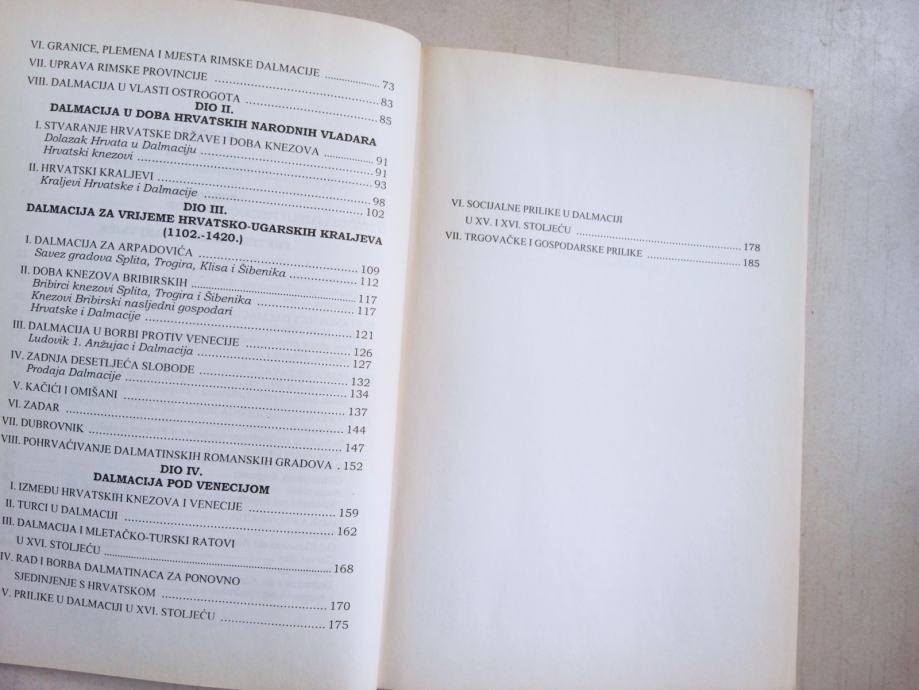 VI. GRANICE, PLEMENA I MJESTA RIMSKE DALMACIJE ................ 73
VII. UPRAVA RIMSKE PROVINCIJE ................ 83
VIII. DALMACIJA U VLASTI OSTROGOTA ................ 85
DIO II.
DALMACIJA U DOBA HRVATSKIH NARODNIH VLADARA
I. STVARANJE HRVATSKE DRŽAVE I DOBA KNEZOVA ................ 91
Dolazak Hrvata u Dalmaciju ................ 91
Hrvatski knezovi ................ 93
II. HRVATSKI KRALJEVI ................ 98
Kraljevi Hrvatske i Dalmacije ................ 102
DIO III.
DALMACIJA ZA VRIJEME HRVATSKO-UGARSKIH KRALJEVA
(1102.-1420.)
I. DALMACIJA ZA ARPADOVIĆA ................ 109
Savez gradova Splita, Trogira, Klisa i Šibenika ................ 112
II. DOBA KNEZOVA BRIBIRSKIH ................ 117
Bribirci knezovi Splita, Trogira i Šibenika ................ 117
Knezovi Bribirski nasljedni gospodari
Hrvatske i Dalmacije ................ 121
III. DALMACIJA U BORBI PROTIV VENECIJE ................ 126
Ludovik 1. Anžujac i Dalmacija ................ 127
IV. ZADNJA DESETLJEĆA SLOBODE ................ 132
Prodaja Dalmacije ................ 134
V. KAČIĆI I OMIŠANI ................ 137
VI. ZADAR ................ 144
VII. DUBROVNIK ................ 147
VIII. POHRVAĆIVANJE DALMATINSKIH ROMANSKIH GRADOVA . 152
DIO IV.
DALMACIJA POD VENECIJOM
I. IZMEĐU HRVATSKIH KNEZOVA I VENECIJE ................ 159
II. TURCI U DALMACIJI ................ 162
III. DALMACIJA I MLETAČKO-TURSKI RATOVI
U XVI. STOLJEĆU ................ 168
IV. RAD I BORBA DALMATINACA ZA PONOVNO
SJEDINJENJE S HRVATSKOM ................ 170
V. PRILIKE U DALMACIJI U XVI. STOLJEĆU ................ 175
VI. SOCIJALNE PRILIKE U DALMACIJI
U XV. I XVI. STOLJEĆU ................ 178
VII. TRGOVAČKE I GOSPODARSKE PRILIKE ................ 185